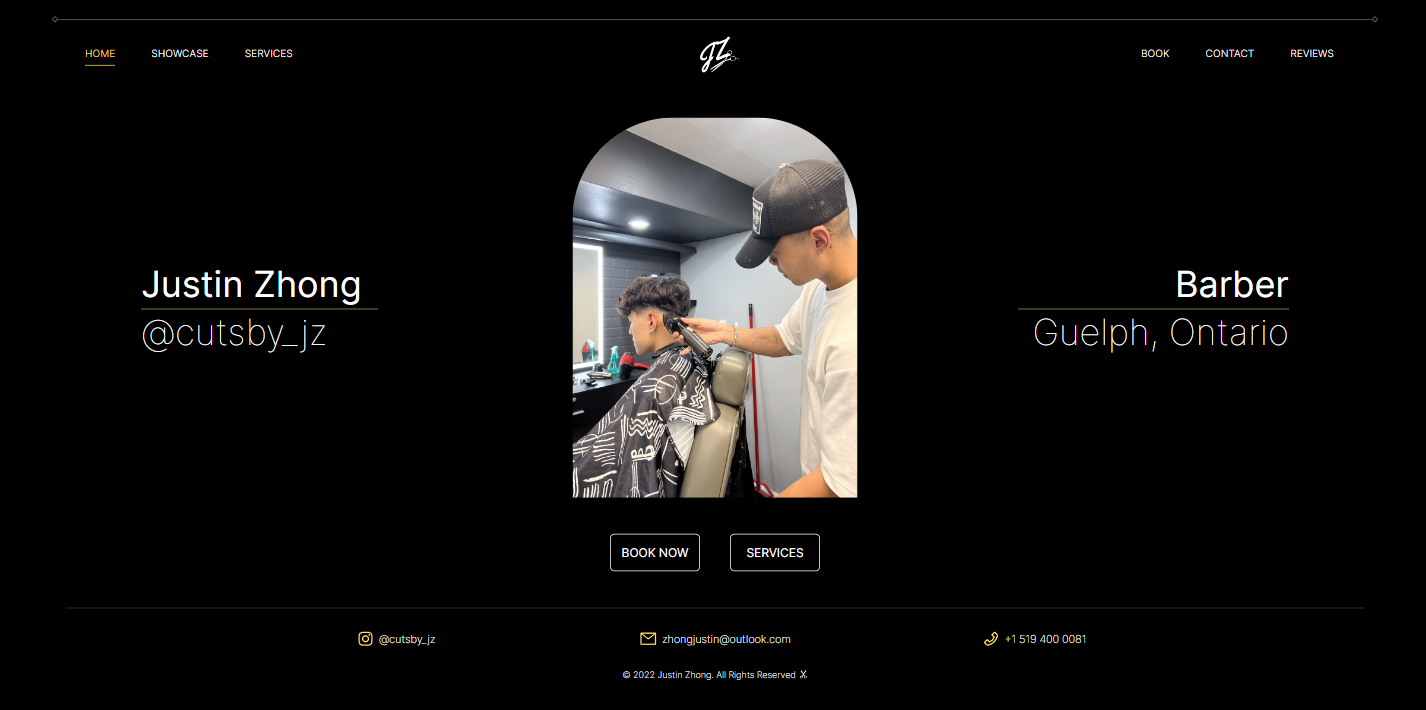 HOME SHOWCASE SERVICES JZ BOOK CONTACT REVIEWS
Justin Zhong
@cutsby_jz
Barber
Guelph, Ontario
BOOK NOW SERVICES
@cutsby_jz zhongjustin@outlook.com +1 519 400 0081
© 2022 Justin Zhong. All Rights Reserved